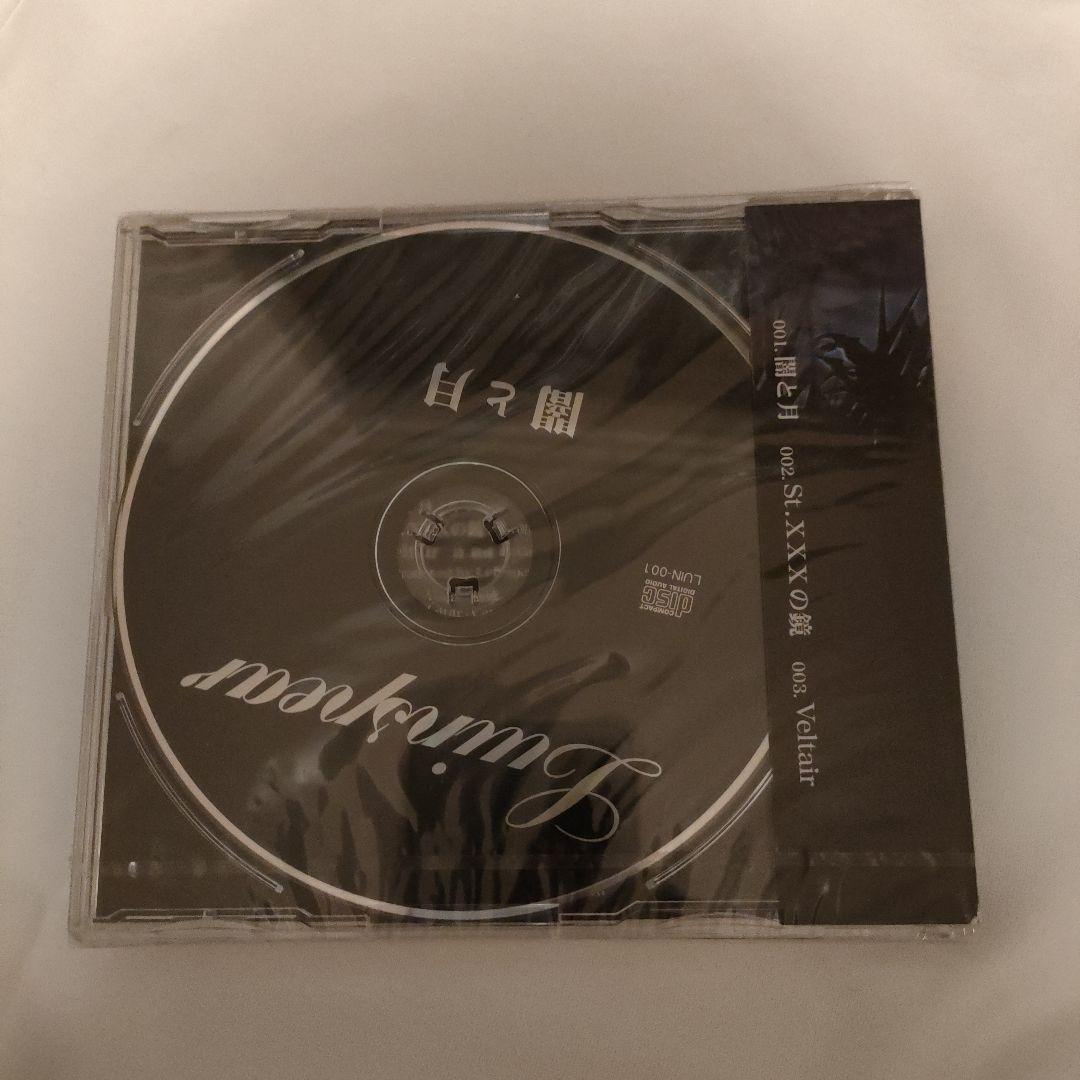 闇と月
Luinspear
COMPACT
disc
DIGITAL AUDIO
LUIN-001
001.闇と月
002.St.XXXの鏡
003.Veltair